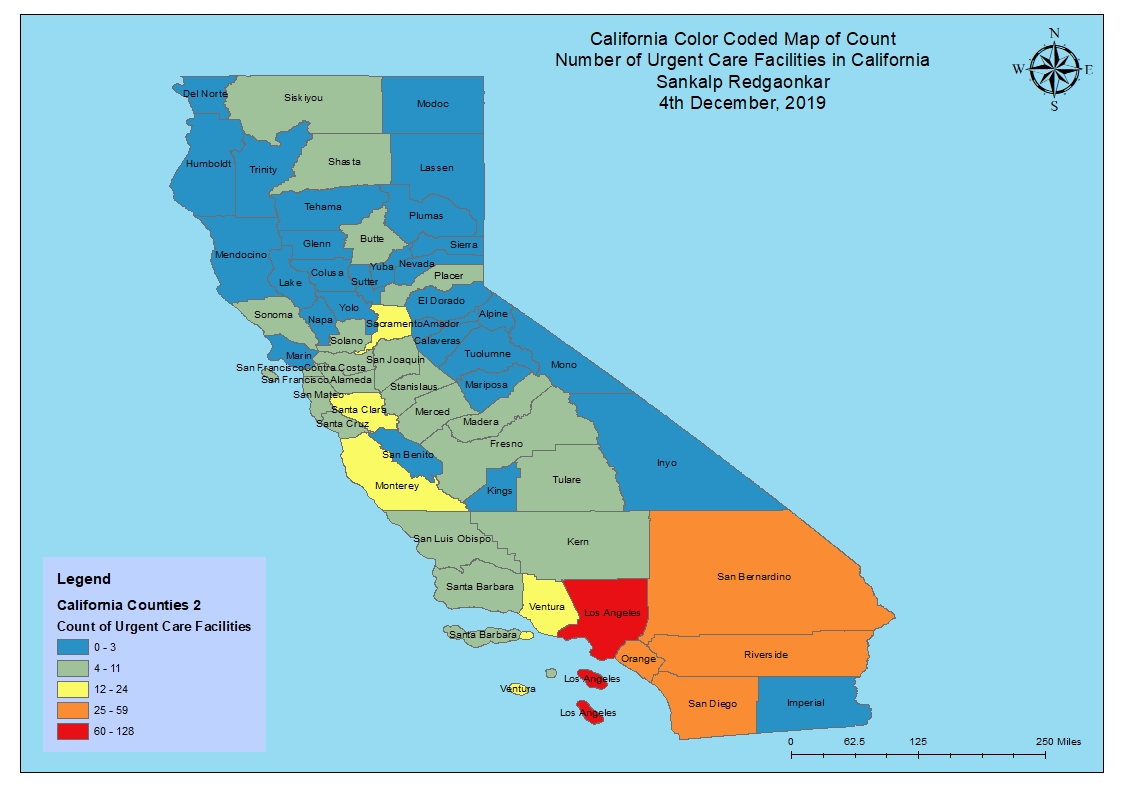 California Color Coded Map of Count
Number of Urgent Care Facilities in California
Sankalp Redgaonkar
4th December, 2019
N
W E
S
Del Norte
Siskiyou
Modoc
Humboldt
Trinity
Shasta
Lassen
Tehama
Plumas
Butte
Glenn
Sierra
Mendocino
Colusa
Yuba
Nevada
Lake
Sutter
Placer
El Dorado
Yolo
Sonoma
Napa
Alpine
Sacramento
Amador
Solano
Calaveras
Marin
Tuolumne
San Joaquin
Mono
San Francisco
Contra Costa
San Francisco
Alameda
Stanislaus
Mariposa
San Mateo
Santa Clara
Merced
Santa Cruz
Madera
Fresno
San Benito
Inyo
Monterey
Kings
Tulare
San Luis Obispo
Kern
Santa Barbara
San Bernardino
Ventura
Los Angeles
Santa Barbara
Orange
Riverside
Los Angeles
Ventura
Los Angeles
San Diego
Imperial
Legend
California Counties 2
Count of Urgent Care Facilities
0 - 3
4 - 11
12 - 24
25 - 59
60 - 128
0 62.5 125 250 Miles